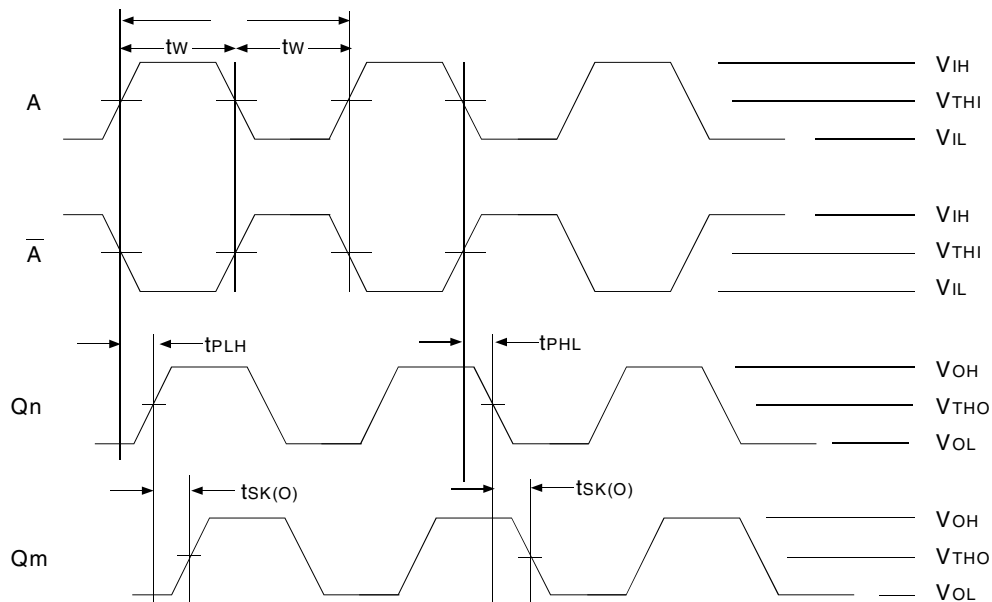 tW tW
VIH
A VTHI
VIL
VIH
A VTHI
VIL
tPLH tPHL
VOH
Qn VTHO
VOL
tSK(O) tSK(O)
VOH
Qm VTHO
VOL